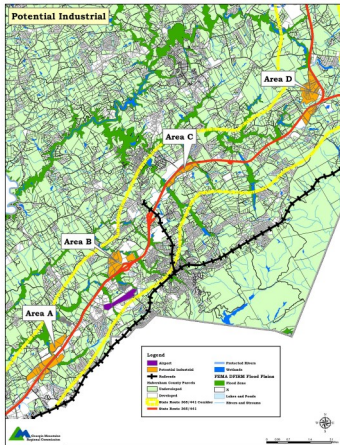 Potential Industrial
Area D
Area C
Area B
Area A
Legend
Airport
Potential Industrial
Railroads
Habersham County Parcels
Undeveloped
Developed
State Route 365/441 Corridor
State Route 365/441
Protected Rivers
Wetlands
FEMA DFIRM Flood Plains
Flood Zone
X
Lakes and Ponds
Rivers and Streams
Georgia Mountains
Regional Commission